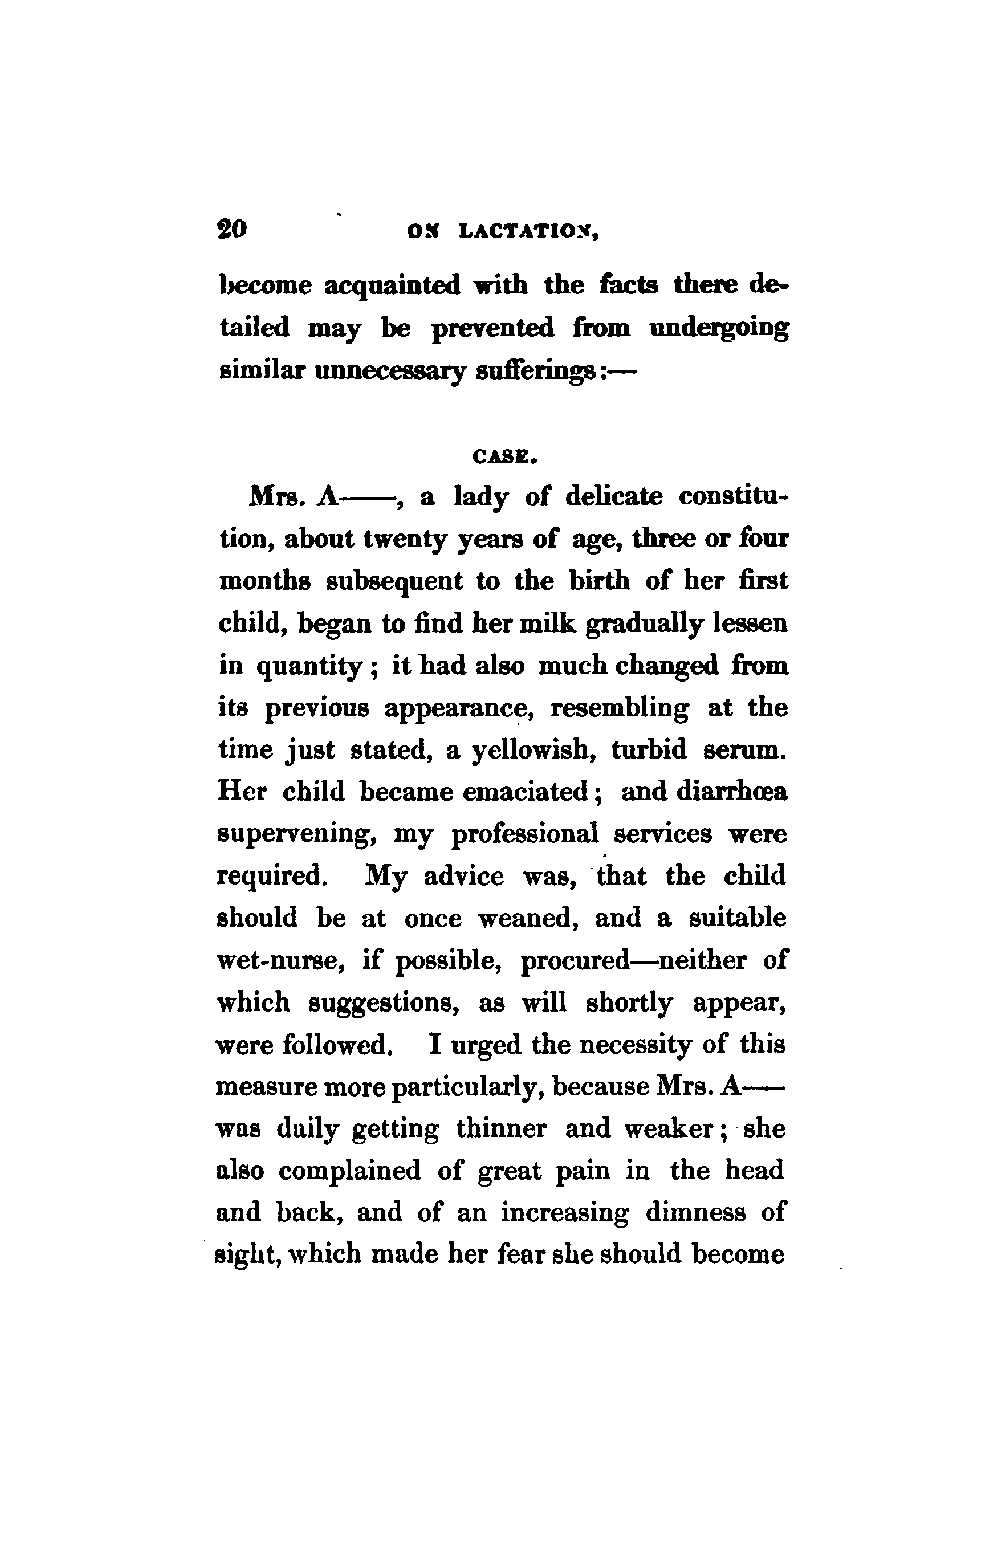 20 ON LACTATION,
become acquainted with the facts there de-
tailed may be prevented from undergoing
similar unnecessary sufferings:—
CASE.
Mrs. A——, a lady of delicate constitu-
tion, about twenty years of age, three or four
months subsequent to the birth of her first
child, began to find her milk gradually lessen
in quantity; it had also much changed from
its previous appearance, resembling at the
time just stated, a yellowish, turbid serum.
Her child became emaciated; and diarrhœa
supervening, my professional services were
required. My advice was, that the child
should be at once weaned, and a suitable
wet-nurse, if possible, procured—neither of
which suggestions, as will shortly appear,
were followed. I urged the necessity of this
measure more particularly, because Mrs. A——
was daily getting thinner and weaker; she
also complained of great pain in the head
and back, and of an increasing dimness of
sight, which made her fear she should become